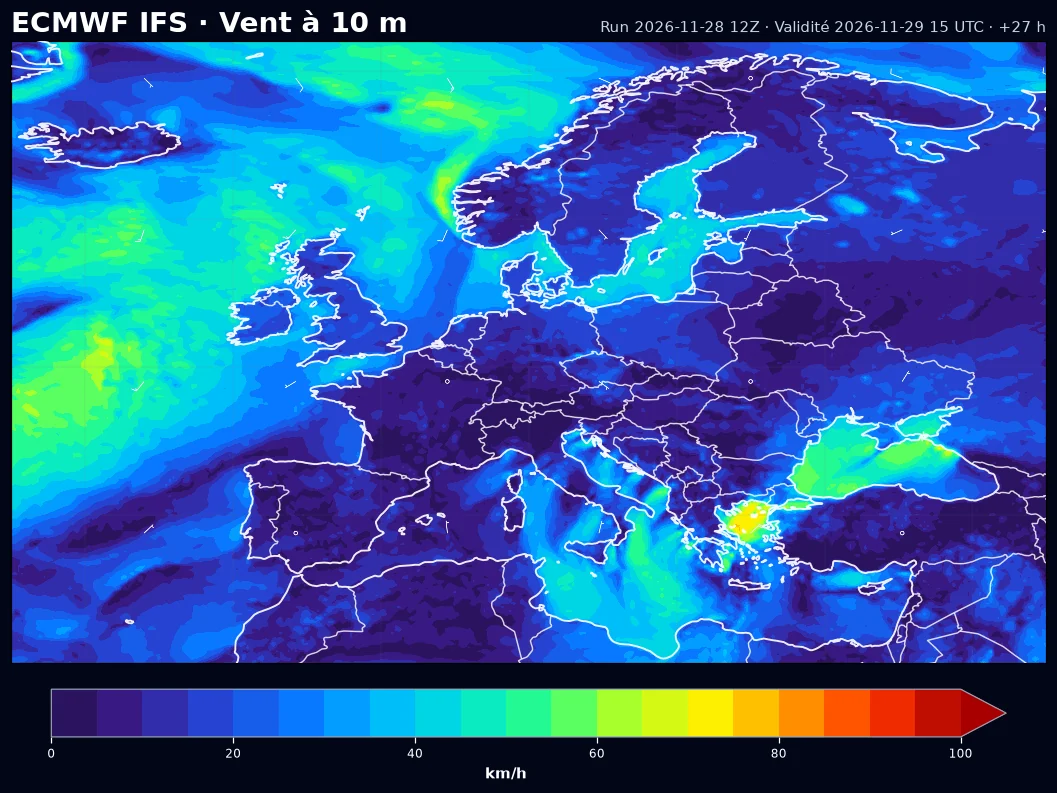 ECMWF IFS · Vent à 10 m
Run 2026-11-28 12Z · Validité 2026-11-29 15 UTC · +27 h
0 20 40 60 80 100
km/h